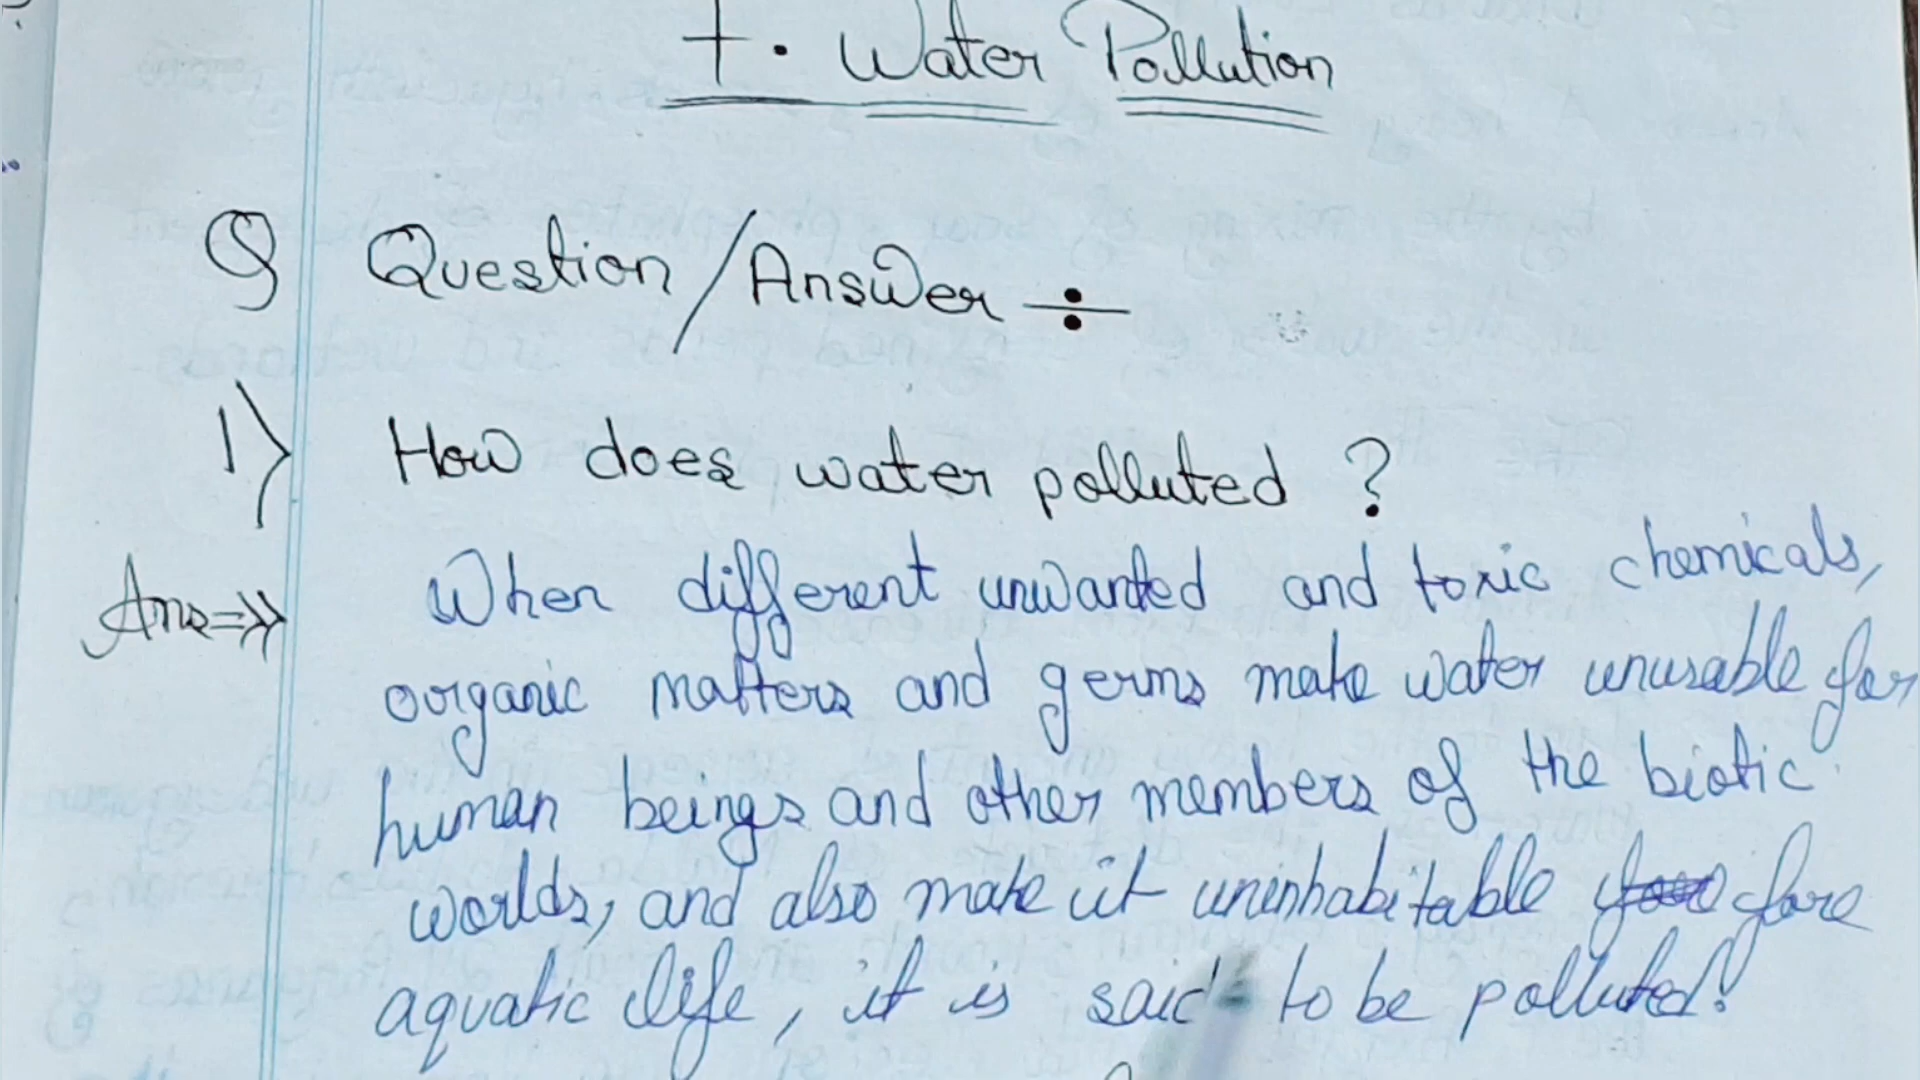 7. Water Pollution
Q Question/Answer ÷
1) How does water polluted ?
Ans⇒» When different unwanted and toxic chemicals,
organic matters and germs make water unusable for
human beings and other members of the biotic
worlds, and also make it uninhabitable for
aquatic life, it is said to be polluted.